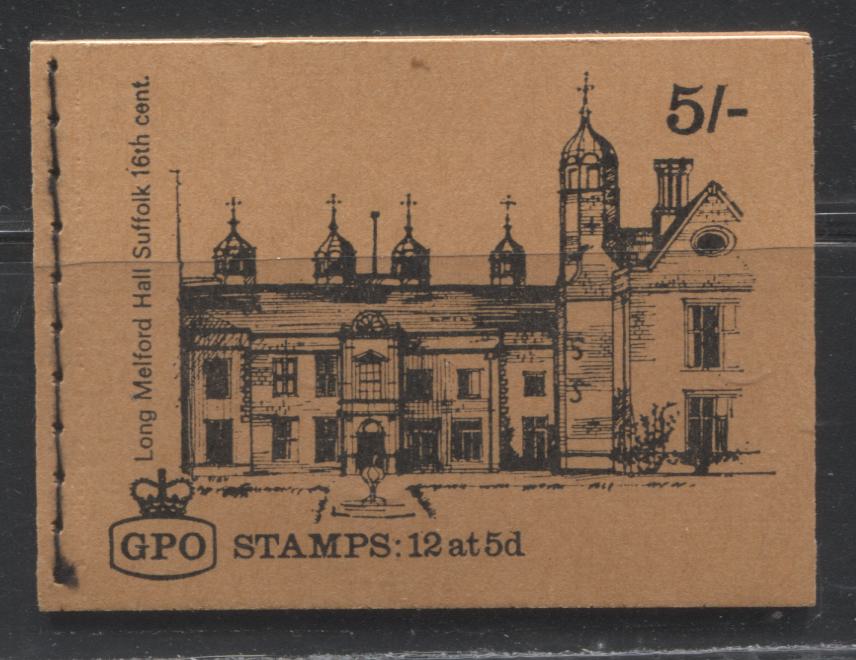 5/-
Long Melford Hall Suffolk 16th cent.
GPO STAMPS: 12 at 5d